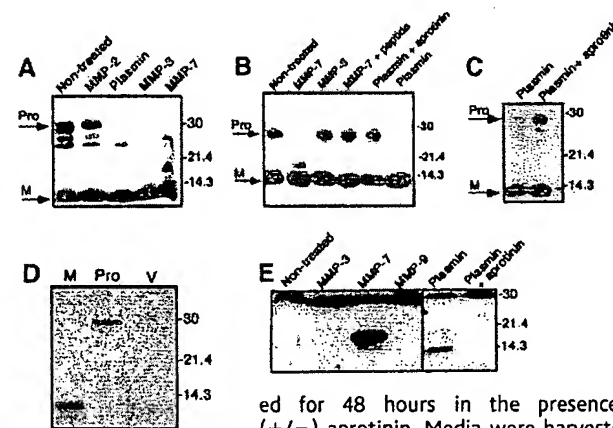 A
Non-treated MMP-2 Plasmin MMP-3 MMP-7
Pro
M
-30
-21.4
-14.3
B
Non-treated MMP-7 MMP-3 MMP-7 + peptide Plasmin + aprotinin Plasmin
Pro
M
-30
-21.4
-14.3
C
Plasmin Plasmin+ aprotinin
Pro
M
-30
-21.4
-14.3
D
M Pro V
-30
-21.4
-14.3
E
Non-treated MMP-3 MMP-7 MMP-9 Plasmin Plasmin + aprotinin
-30
-21.4
-14.3
ed for 48 hours in the presence
(+/−) aprotinin. Media were harvest